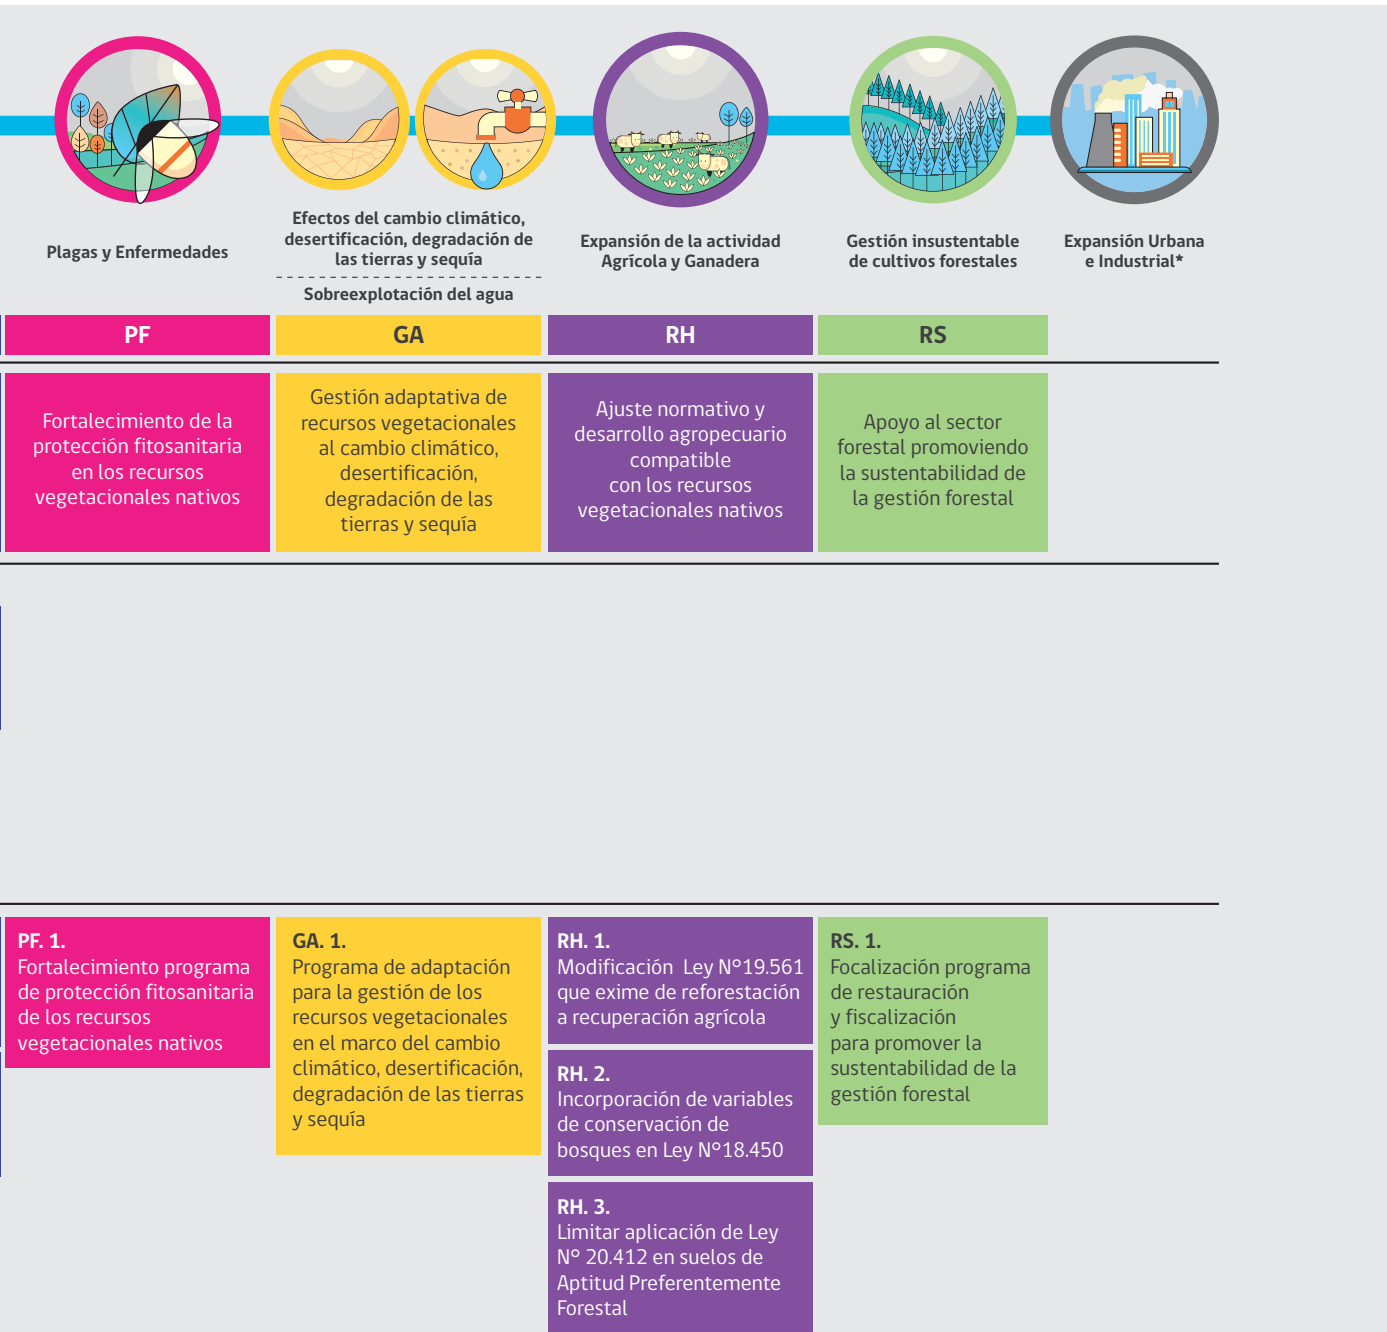 Plagas y Enfermedades
Efectos del cambio climático,
desertificación, degradación de
las tierras y sequía
Sobreexplotación del agua
Expansión de la actividad
Agrícola y Ganadera
Gestión insustentable
de cultivos forestales
Expansión Urbana
e Industrial*
PF
GA
RH
RS
Fortalecimiento de la
protección fitosanitaria
en los recursos
vegetacionales nativos
Gestión adaptativa de
recursos vegetacionales
al cambio climático,
desertificación,
degradación de las
tierras y sequía
Ajuste normativo y
desarrollo agropecuario
compatible
con los recursos
vegetacionales nativos
Apoyo al sector
forestal promoviendo
la sustentabilidad de
la gestión forestal
PF. 1.
Fortalecimiento programa
de protección fitosanitaria
de los recursos
vegetacionales nativos
GA. 1.
Programa de adaptación
para la gestión de los
recursos vegetacionales
en el marco del cambio
climático, desertificación,
degradación de las tierras
y sequía
RH. 1.
Modificación Ley N°19.561
que exime de reforestación
a recuperación agrícola
RH. 2.
Incorporación de variables
de conservación de
bosques en Ley N°18.450
RH. 3.
Limitar aplicación de Ley
N° 20.412 en suelos de
Aptitud Preferentemente
Forestal
RS. 1.
Focalización programa
de restauración
y fiscalización
para promover la
sustentabilidad de la
gestión forestal